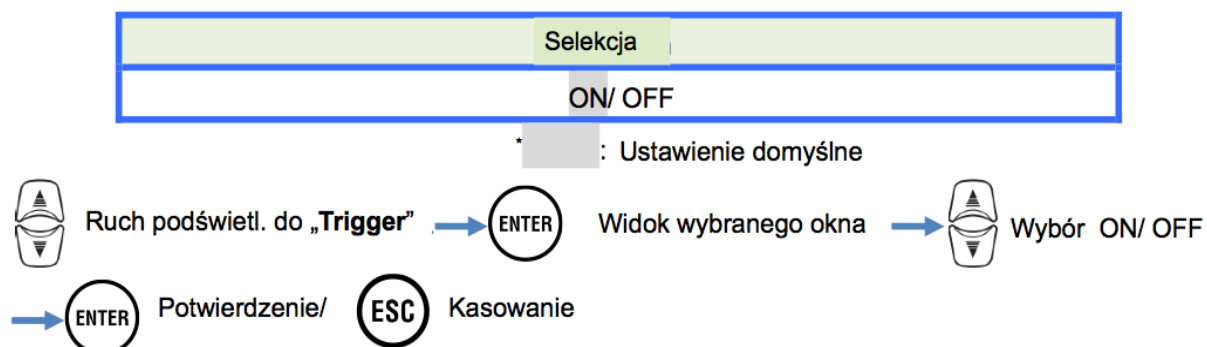 Selekcja
ON/ OFF
* : Ustawienie domyślne
Ruch podświetl. do „Trigger” ENTER Widok wybranego okna Wybór ON/ OFF
ENTER Potwierdzenie/ ESC Kasowanie